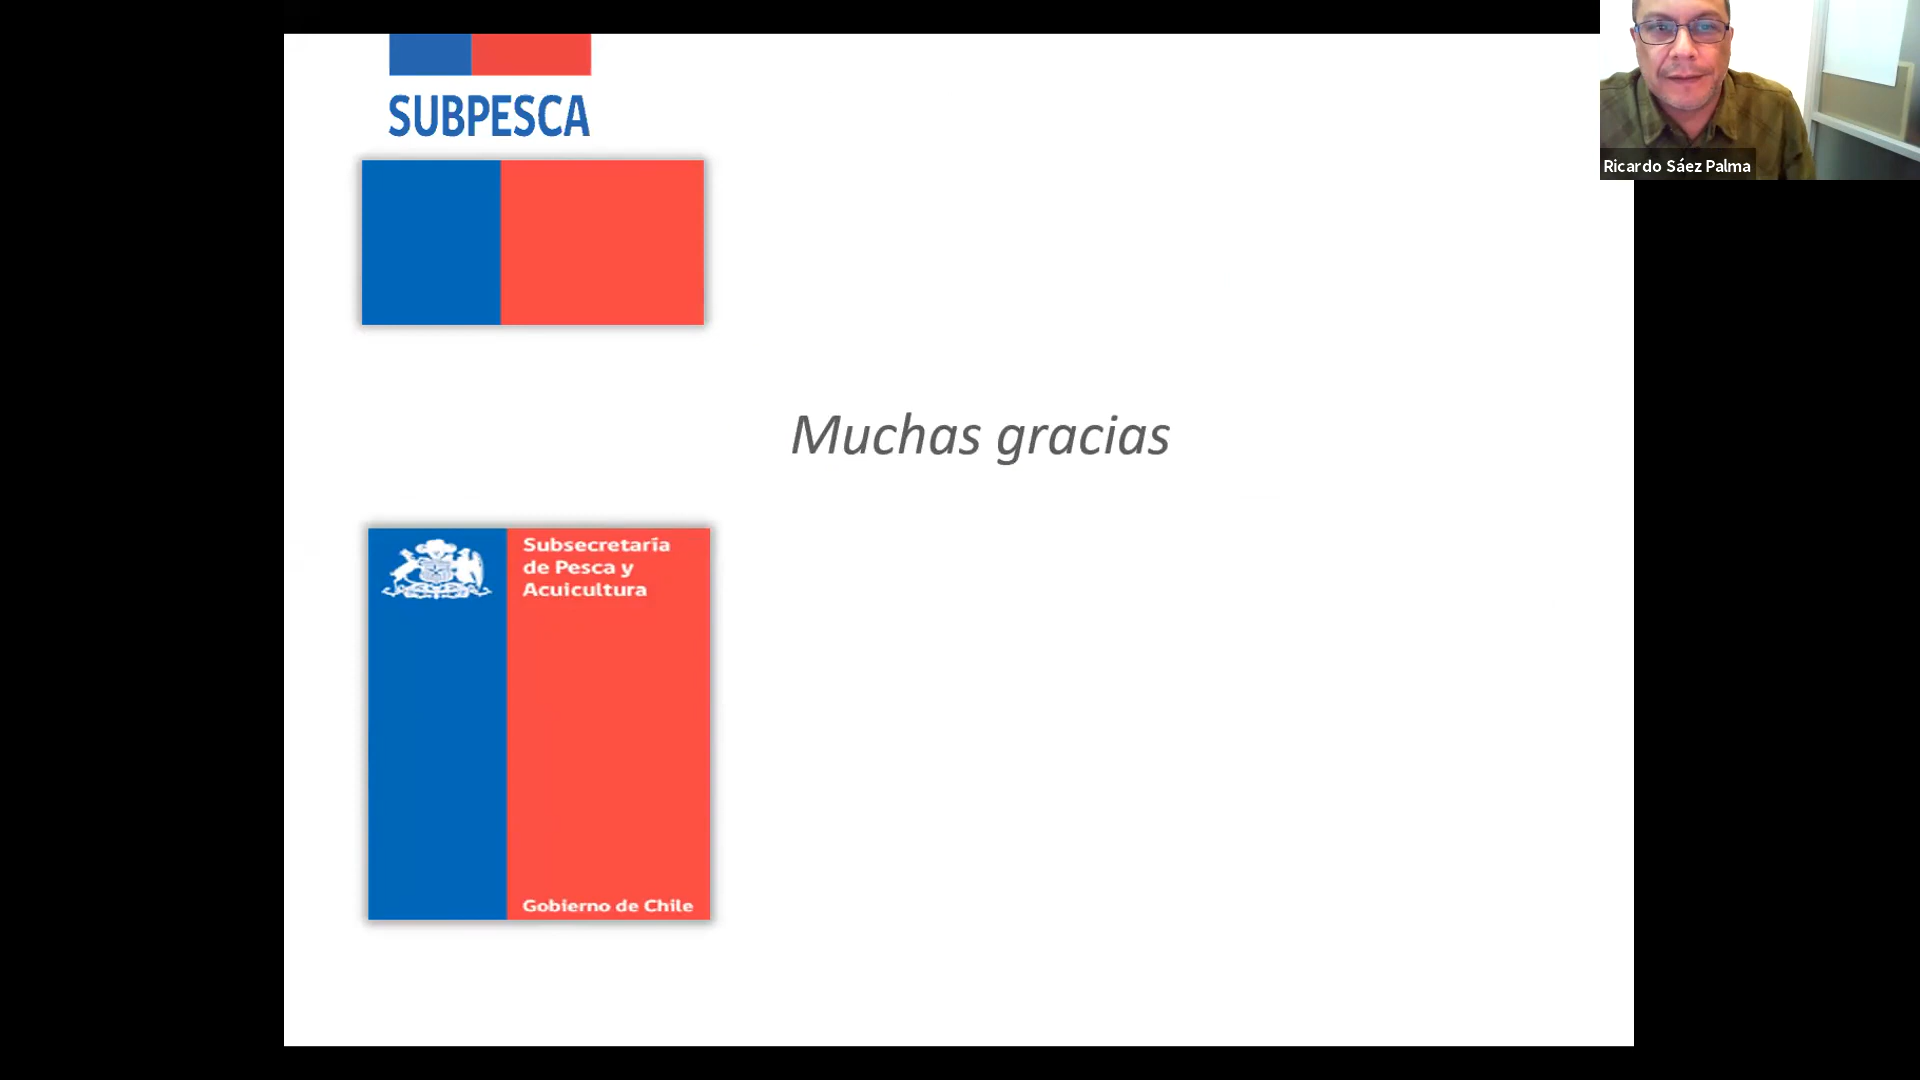 SUBPESCA
Ricardo Sáez Palma
Muchas gracias
Subsecretaría
de Pesca y
Acuicultura
Gobierno de Chile